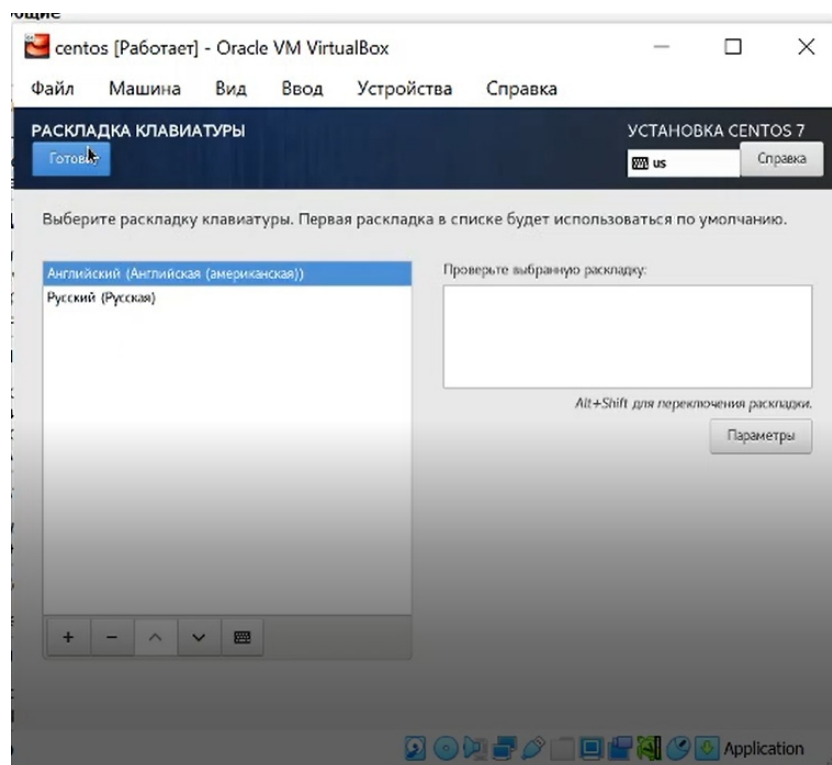 centos [Работает] - Oracle VM VirtualBox
Файл Машина Вид Ввод Устройства Справка
РАСКЛАДКА КЛАВИАТУРЫ
УСТАНОВКА CENTOS 7
Готово
us
Справка
Выберите раскладку клавиатуры. Первая раскладка в списке будет использоваться по умолчанию.
Английский (Английская (американская))
Русский (Русская)
Проверьте выбранную раскладку:
Alt+Shift для переключения раскладки.
Параметры
Application